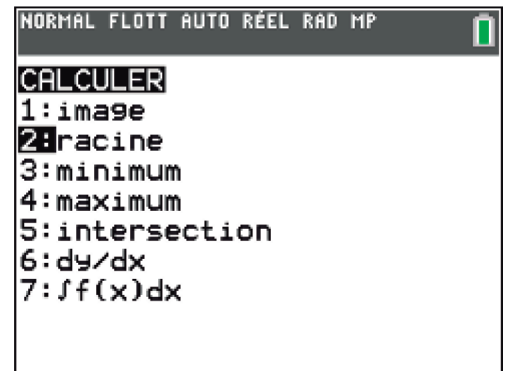 NORMAL FLOTT AUTO RÉEL RAD MP
CALCULER
1:image
2:racine
3:minimum
4:maximum
5:intersection
6:dy/dx
7:∫f(x)dx